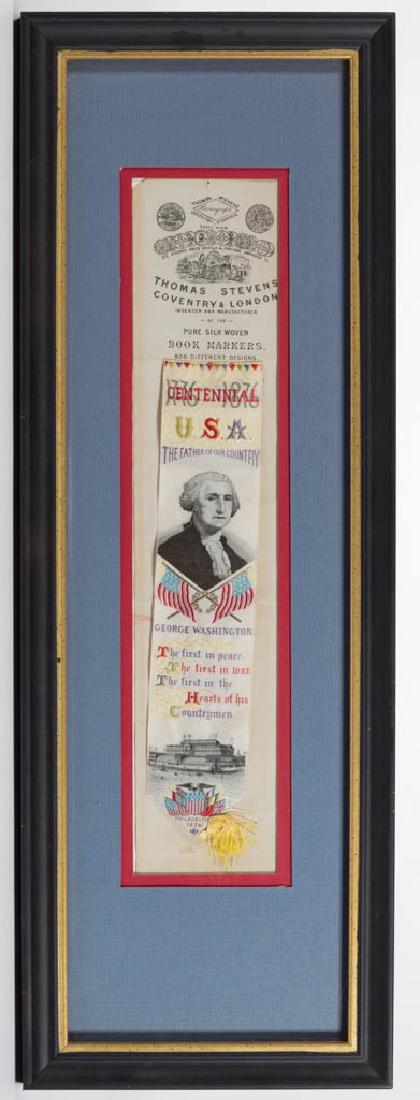 THOMAS STEVENS
THOMAS STEVENS
COVENTRY & LONDON
INVENTOR AND MANUFACTURER
OF THE
PURE SILK WOVEN
BOOK MARKERS,
900 DIFFERENT DESIGNS.
1776 1876
CENTENNIAL
U.S.A
THE FATHER OF OUR COUNTRY
GEORGE WASHINGTON.
The first in peace.
The first in war.
The first in the
Hearts of his
Countrymen.
PHILADELPHIA
1876